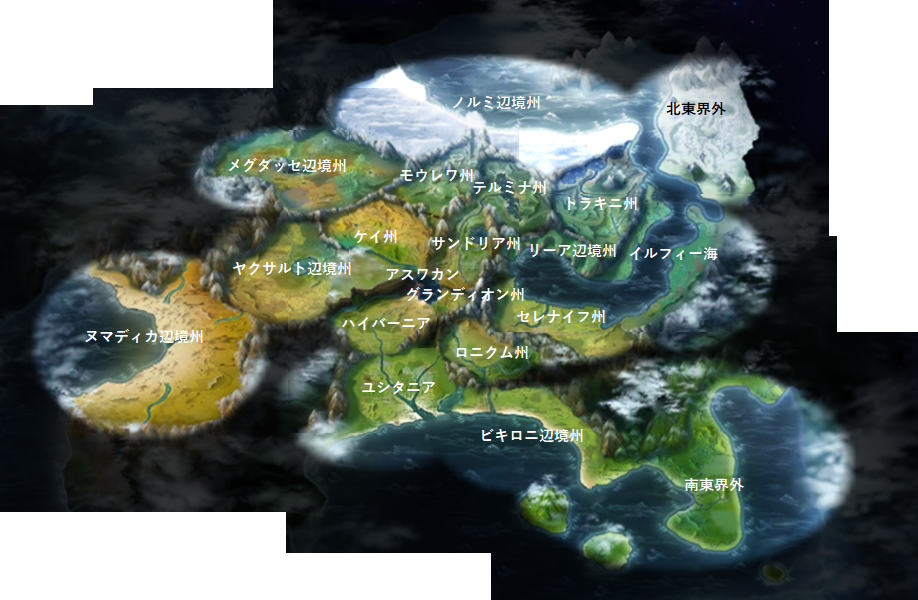 ノルミ辺境州
北東界外
メグダッセ辺境州
モウレワ州
テルミナ州
トラキニ州
ケイ州
サンドリア州
リーア辺境州
イルフィー海
ヤクサルト辺境州
アスワカン
グランディオン州
セレナイフ州
ハイバーニア
ヌマディカ辺境州
ロニクム州
ユシタニア
ビキロニ辺境州
南東界外